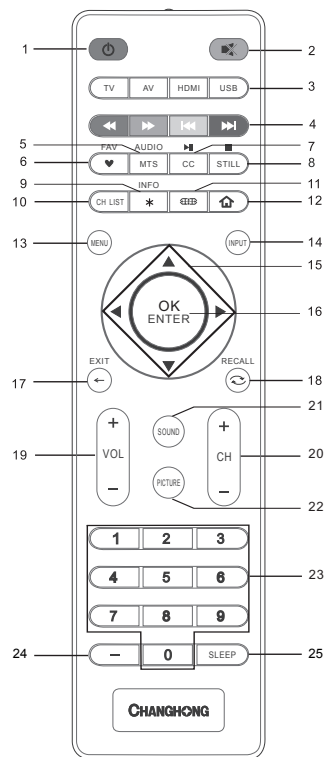 1 2
TV AV HDMI USB 3
4
5 FAV AUDIO 7
6 MTS CC STILL 8
9 INFO 11
10 CH LIST * 12
13 MENU INPUT 14
15
OK
ENTER 16
EXIT RECALL
17 18
21
19 + VOL − SOUND + CH − 20
PICTURE
22
1 2 3
4 5 6 23
7 8 9
24 − 0 SLEEP 25
CHANGHONG